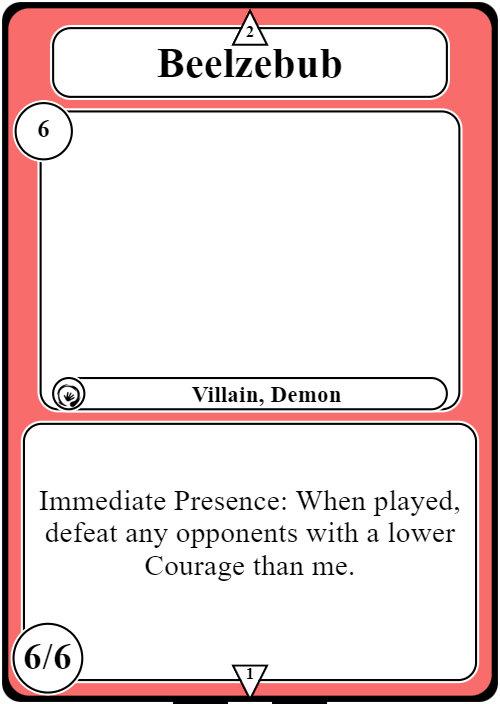 2
Beelzebub
6
Villain, Demon
Immediate Presence: When played,
defeat any opponents with a lower
Courage than me.
6/6
1